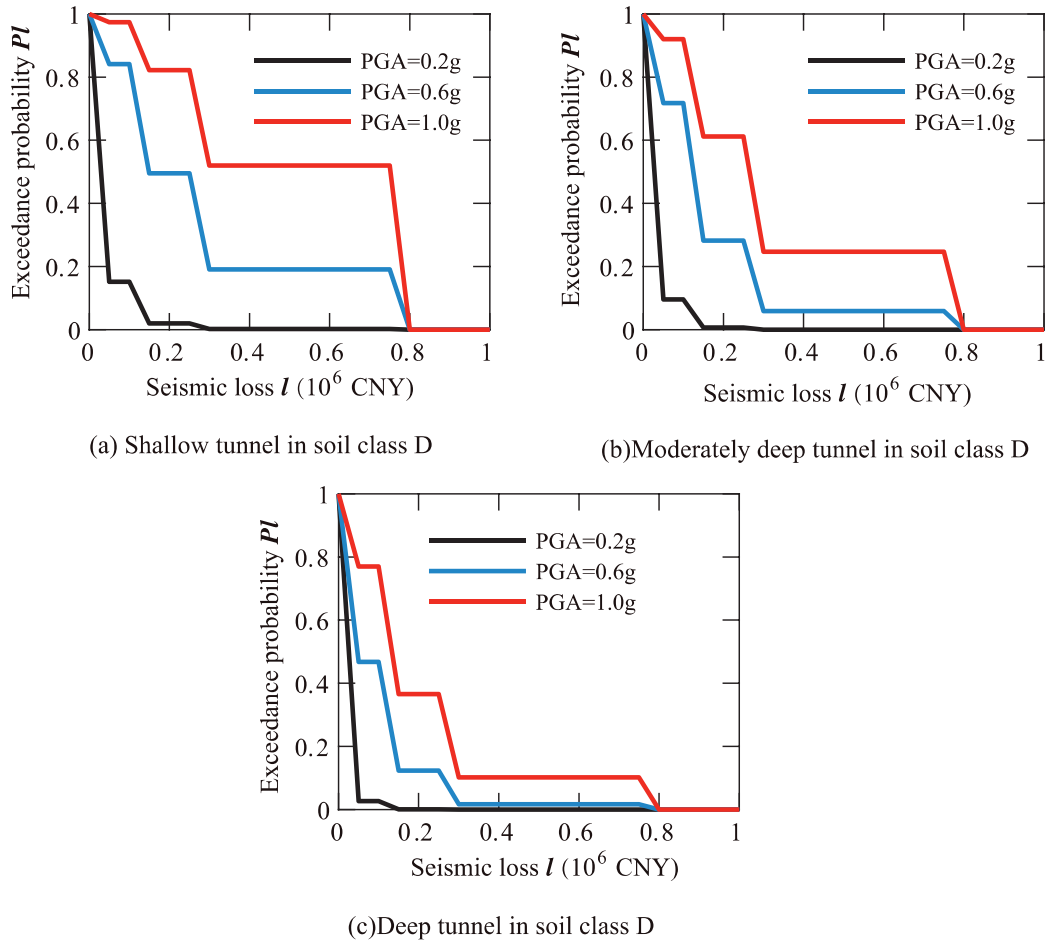 Exceedance probability Pl
1
0.8
0.6
0.4
0.2
0
PGA=0.2g
PGA=0.6g
PGA=1.0g
0 0.2 0.4 0.6 0.8 1
Seismic loss l (10⁶ CNY)
(a) Shallow tunnel in soil class D
Exceedance probability Pl
1
0.8
0.6
0.4
0.2
0
PGA=0.2g
PGA=0.6g
PGA=1.0g
0 0.2 0.4 0.6 0.8 1
Seismic loss l (10⁶ CNY)
(b)Moderately deep tunnel in soil class D
Exceedance probability Pl
1
0.8
0.6
0.4
0.2
0
PGA=0.2g
PGA=0.6g
PGA=1.0g
0 0.2 0.4 0.6 0.8 1
Seismic loss l (10⁶ CNY)
(c)Deep tunnel in soil class D